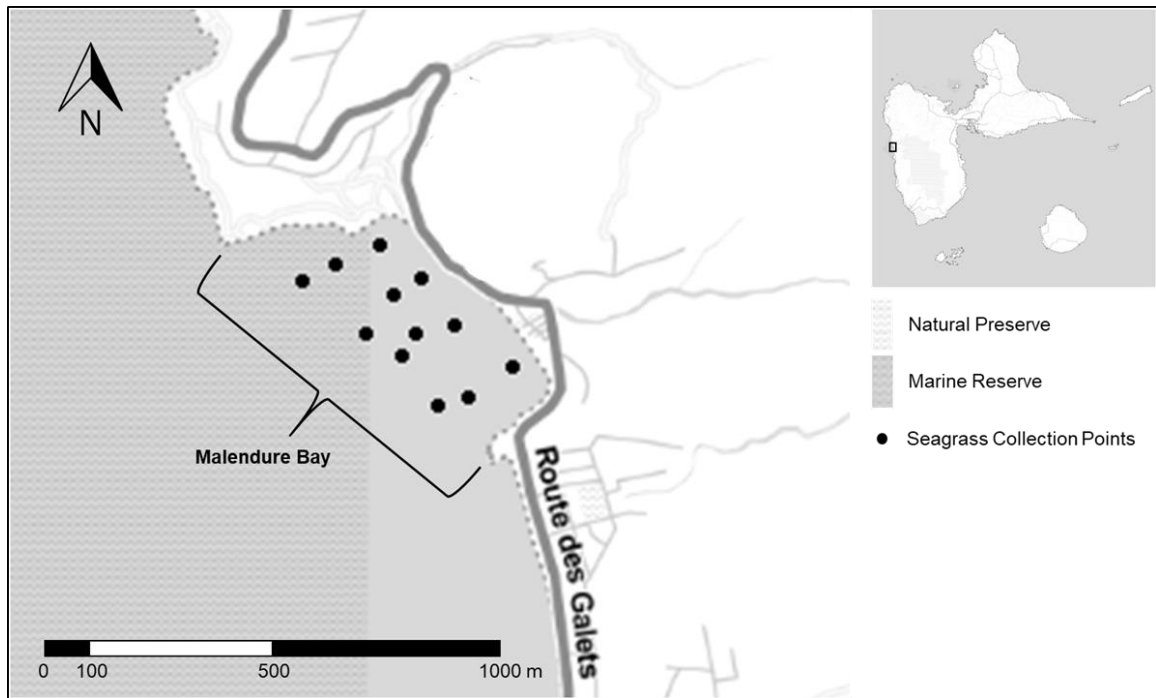 N
Natural Preserve
Marine Reserve
Seagrass Collection Points
Malendure Bay
Route des Galets
0 100 500 1000 m